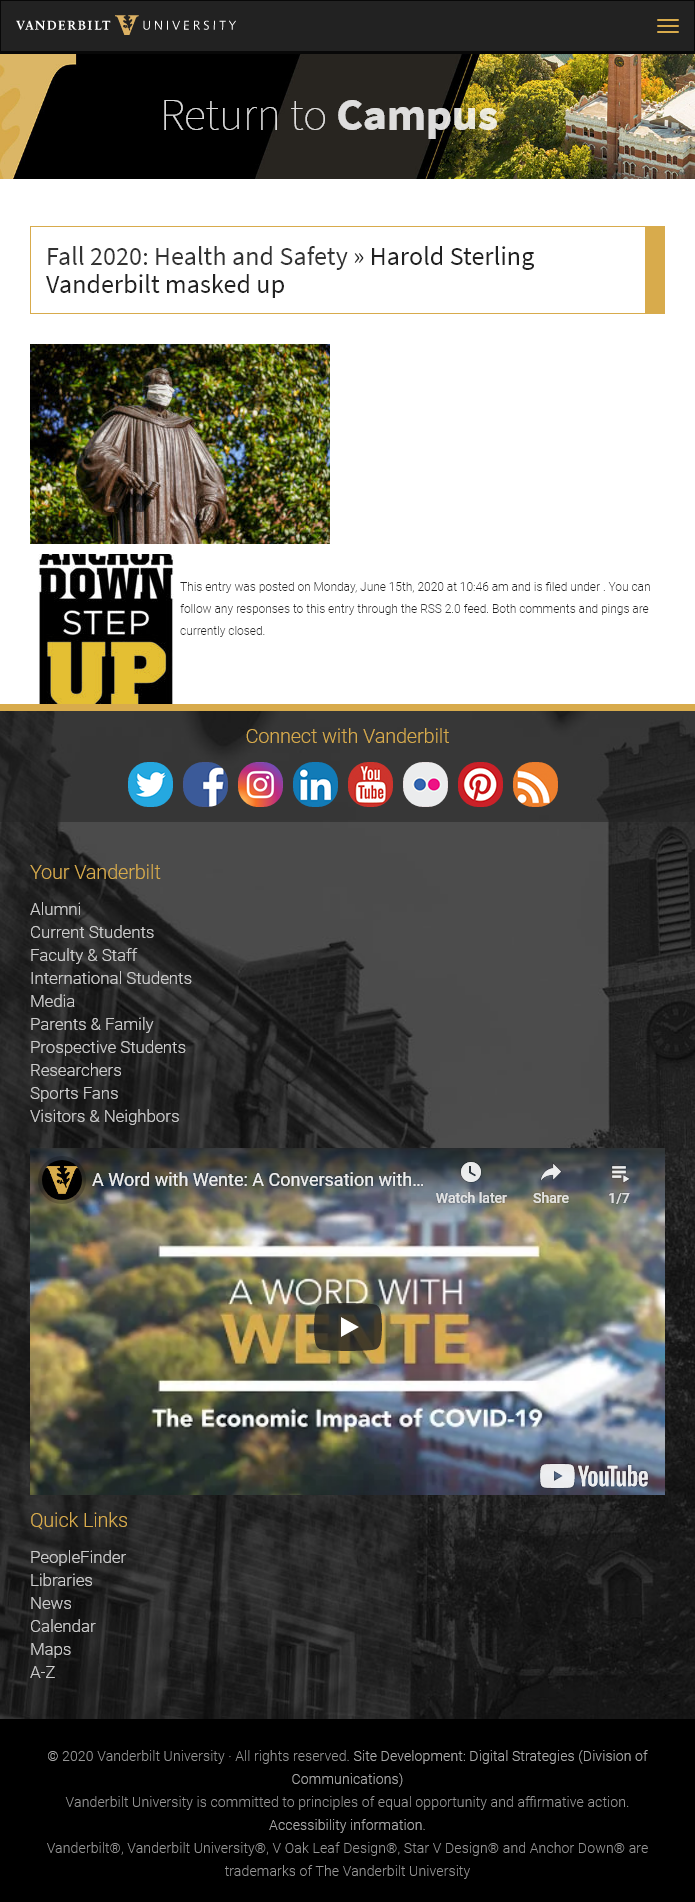 VANDERBILT UNIVERSITY
Return to Campus
Fall 2020: Health and Safety » Harold Sterling
Vanderbilt masked up
ANCHOR
DOWN
STEP
UP
This entry was posted on Monday, June 15th, 2020 at 10:46 am and is filed under . You can
follow any responses to this entry through the RSS 2.0 feed. Both comments and pings are
currently closed.
Connect with Vanderbilt
You
Tube
Your Vanderbilt
Alumni
Current Students
Faculty & Staff
International Students
Media
Parents & Family
Prospective Students
Researchers
Sports Fans
Visitors & Neighbors
A Word with Wente: A Conversation with...
Watch later
Share
1/7
A WORD WITH
WENTE
The Economic Impact of COVID-19
YouTube
Quick Links
PeopleFinder
Libraries
News
Calendar
Maps
A-Z
© 2020 Vanderbilt University · All rights reserved. Site Development: Digital Strategies (Division of
Communications)
Vanderbilt University is committed to principles of equal opportunity and affirmative action.
Accessibility information.
Vanderbilt®, Vanderbilt University®, V Oak Leaf Design®, Star V Design® and Anchor Down® are
trademarks of The Vanderbilt University